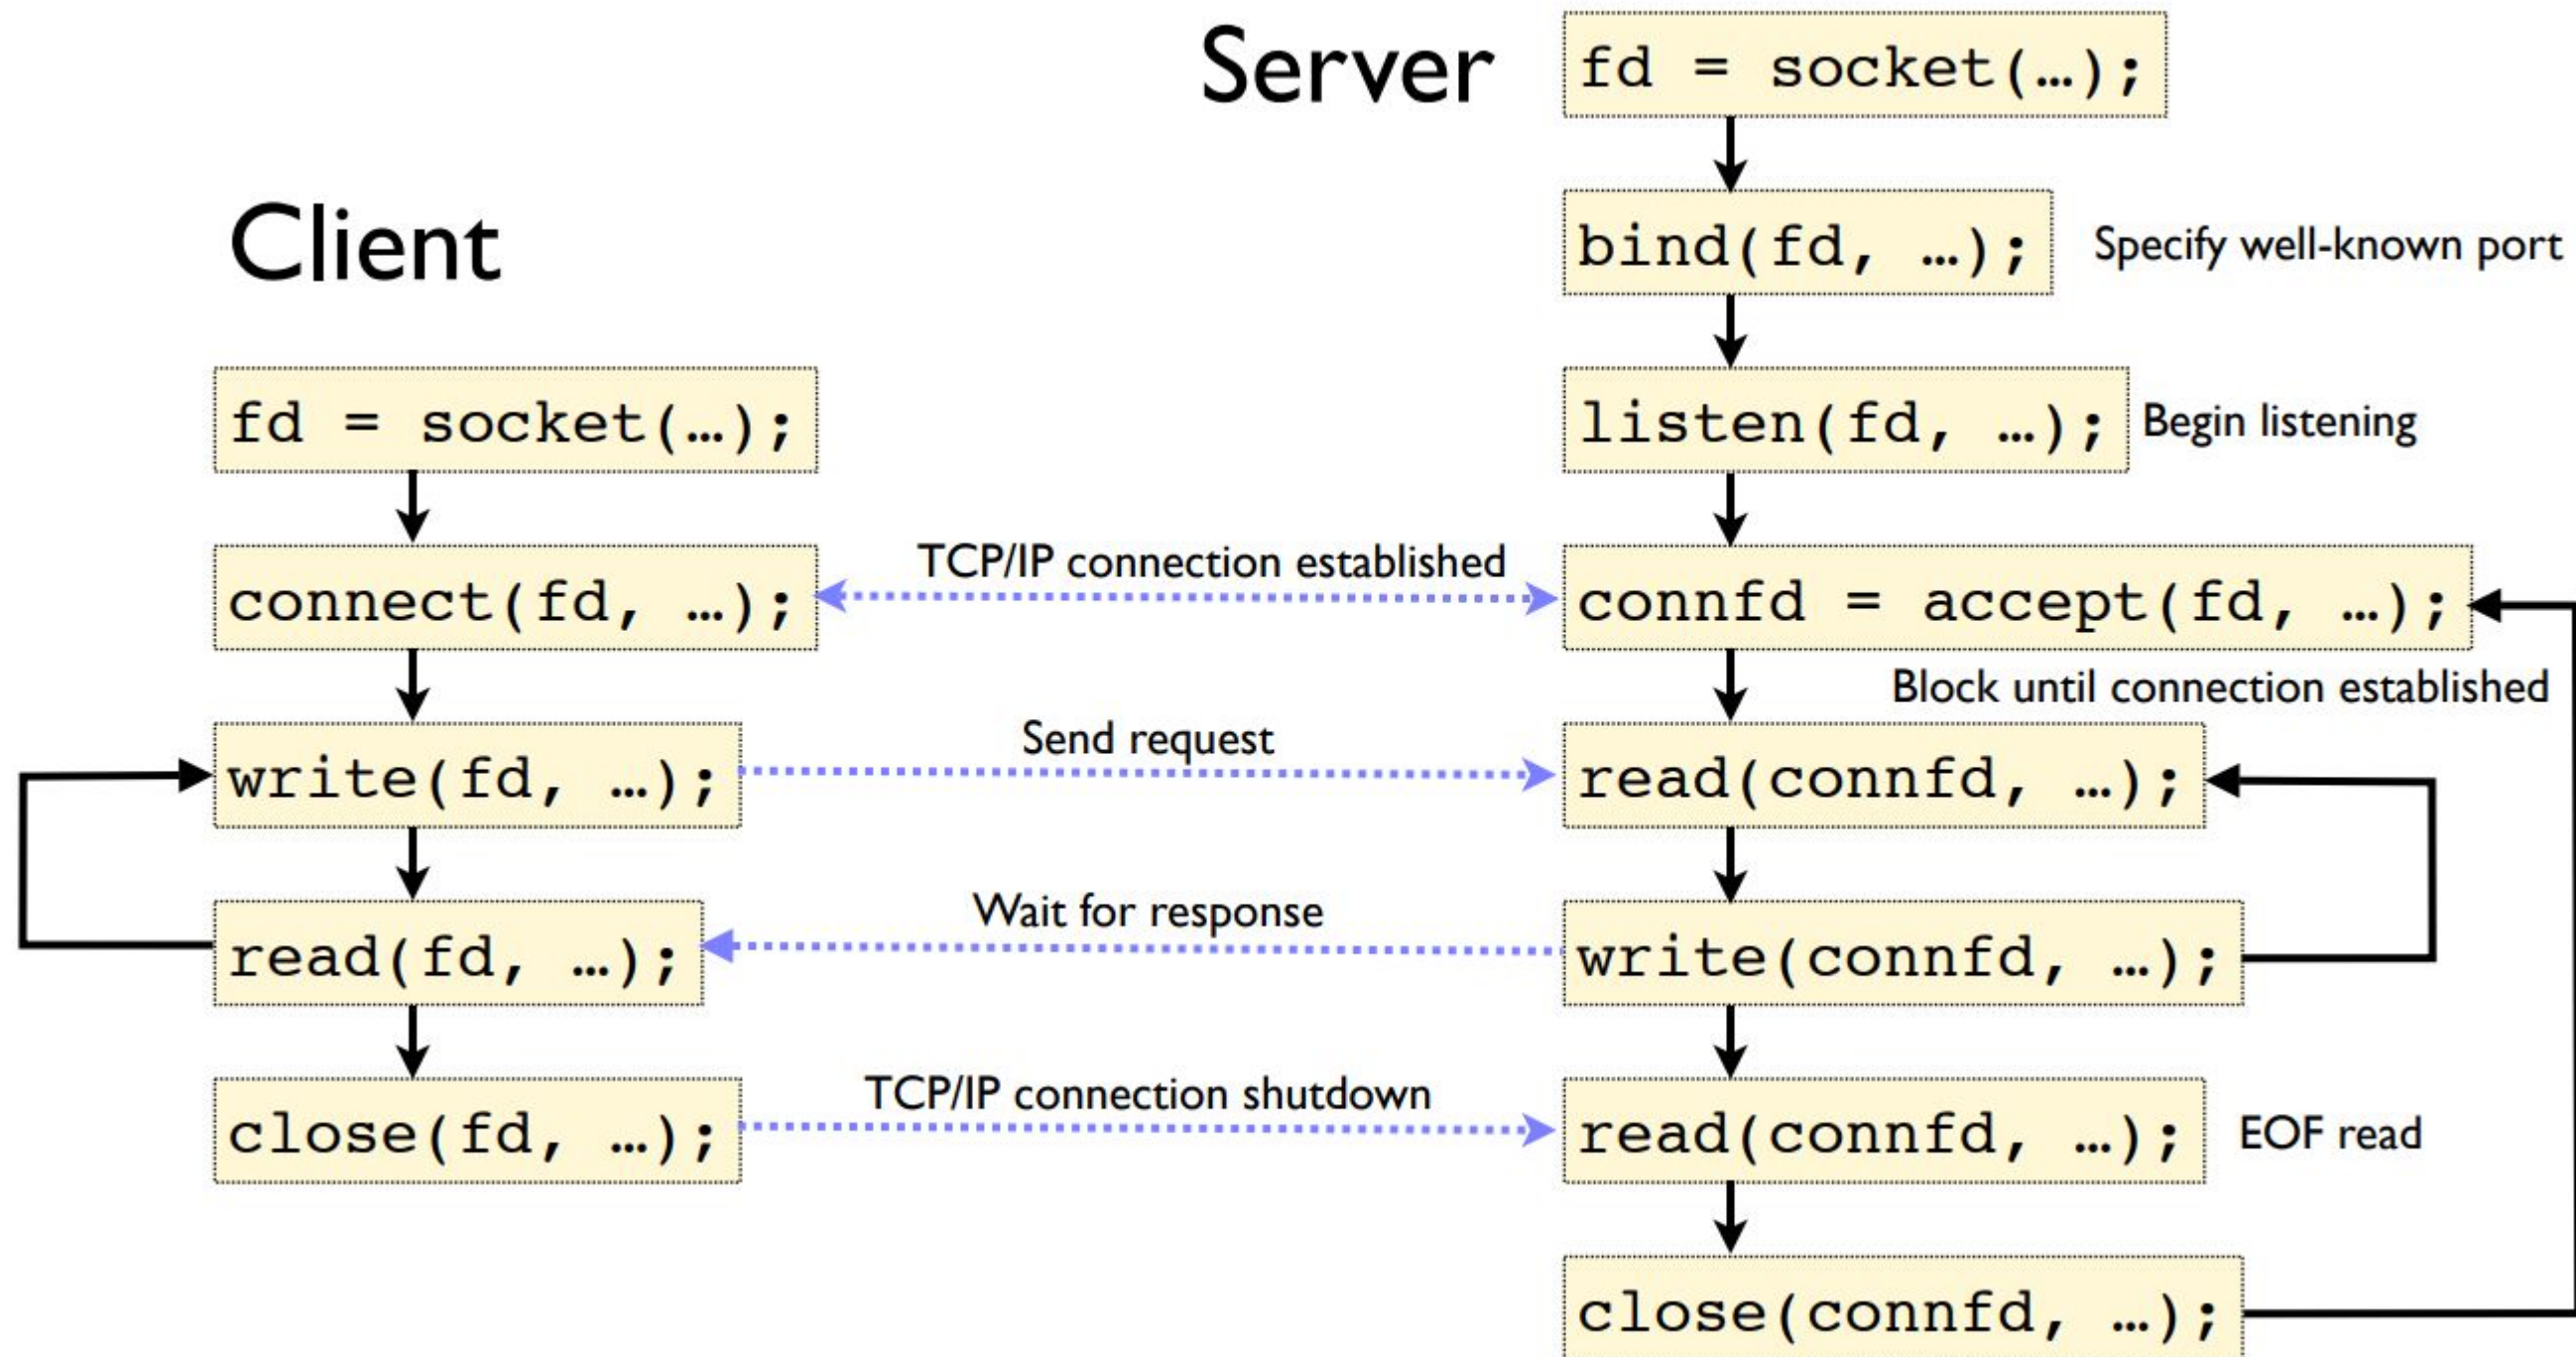 Server
fd = socket(…);
bind(fd, …);
Specify well-known port
Client
fd = socket(…);
listen(fd, …);
Begin listening
connect(fd, …);
TCP/IP connection established
connfd = accept(fd, …);
Block until connection established
write(fd, …);
Send request
read(connfd, …);
read(fd, …);
Wait for response
write(connfd, …);
close(fd, …);
TCP/IP connection shutdown
read(connfd, …);
EOF read
close(connfd, …);